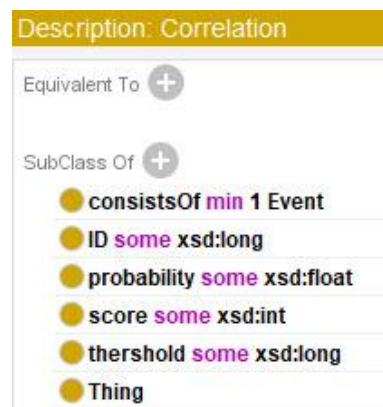 Description: Correlation
Equivalent To
SubClass Of
consistsOf min 1 Event
ID some xsd:long
probability some xsd:float
score some xsd:int
thershold some xsd:long
Thing